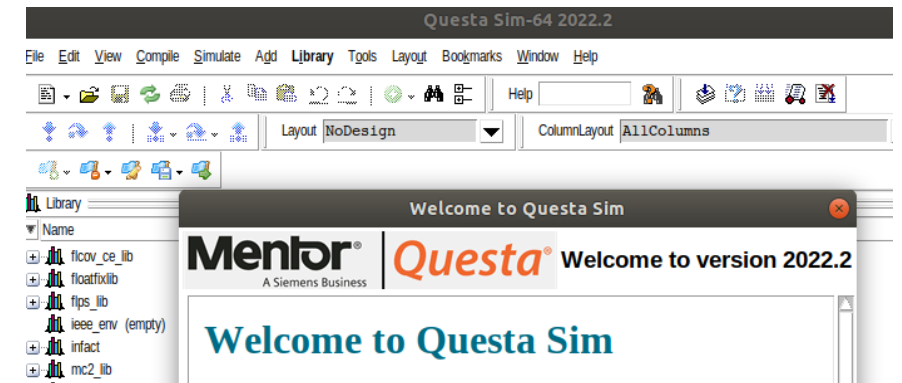 Questa Sim-64 2022.2
File Edit View Compile Simulate Add Library Tools Layout Bookmarks Window Help
Help
Layout NoDesign ColumnLayout AllColumns
Library
Name
flcov_ce_lib
floatfixlib
flps_lib
ieee_env (empty)
infact
mc2_lib
Welcome to Questa Sim
Mentor®
A Siemens Business
Questa®
Welcome to version 2022.2
Welcome to Questa Sim